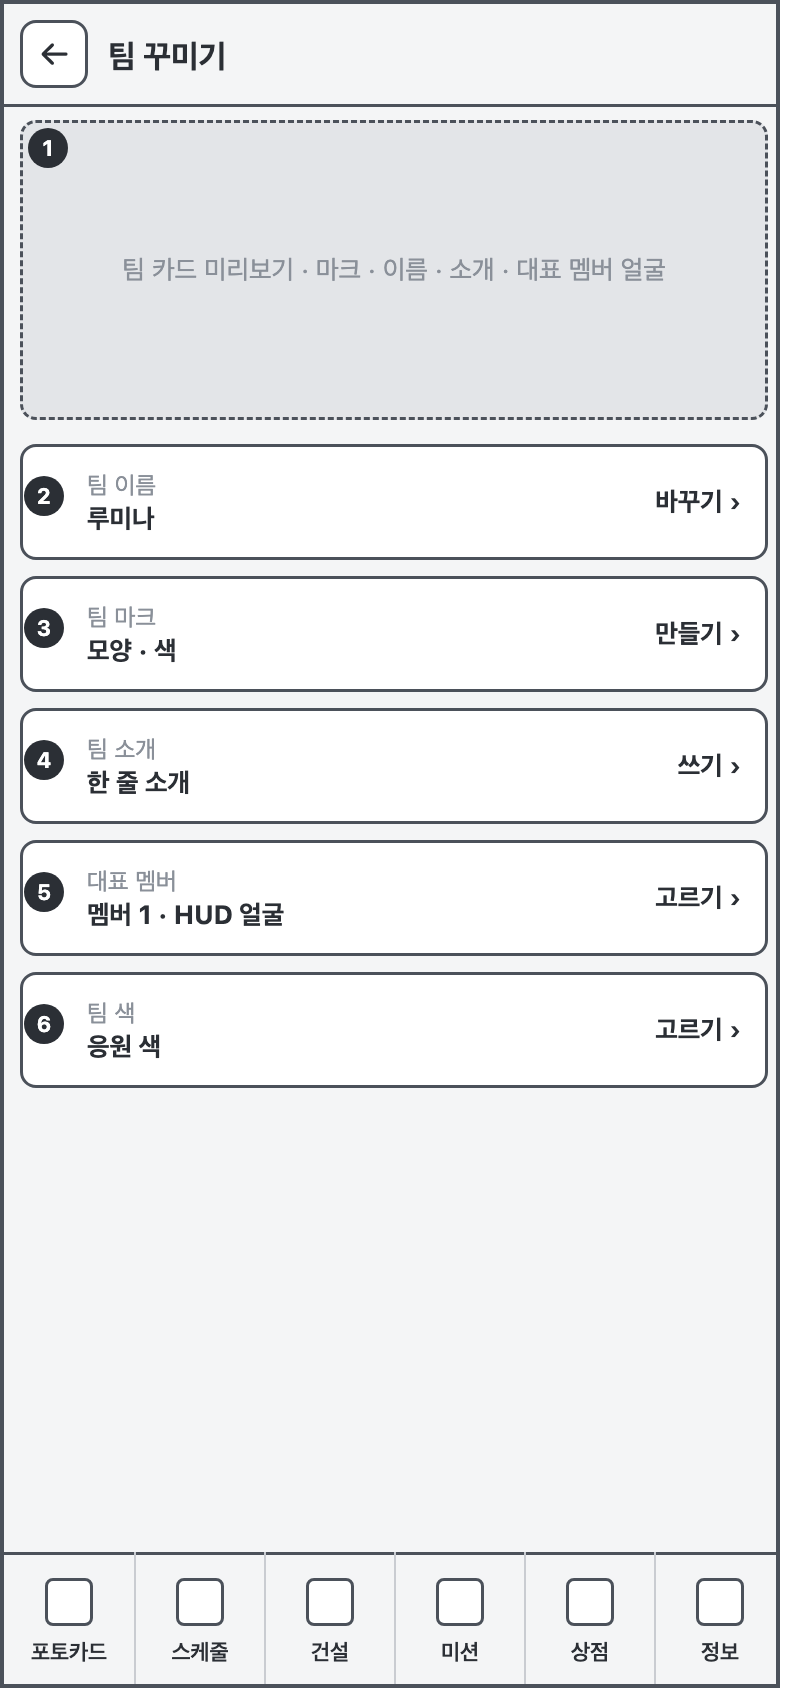 ← 팀 꾸미기
1
팀 카드 미리보기 · 마크 · 이름 · 소개 · 대표 멤버 얼굴
2
팀 이름
루미나
바꾸기 ›
3
팀 마크
모양 · 색
만들기 ›
4
팀 소개
한 줄 소개
쓰기 ›
5
대표 멤버
멤버 1 · HUD 얼굴
고르기 ›
6
팀 색
응원 색
고르기 ›
포토카드 스케줄 건설 미션 상점 정보